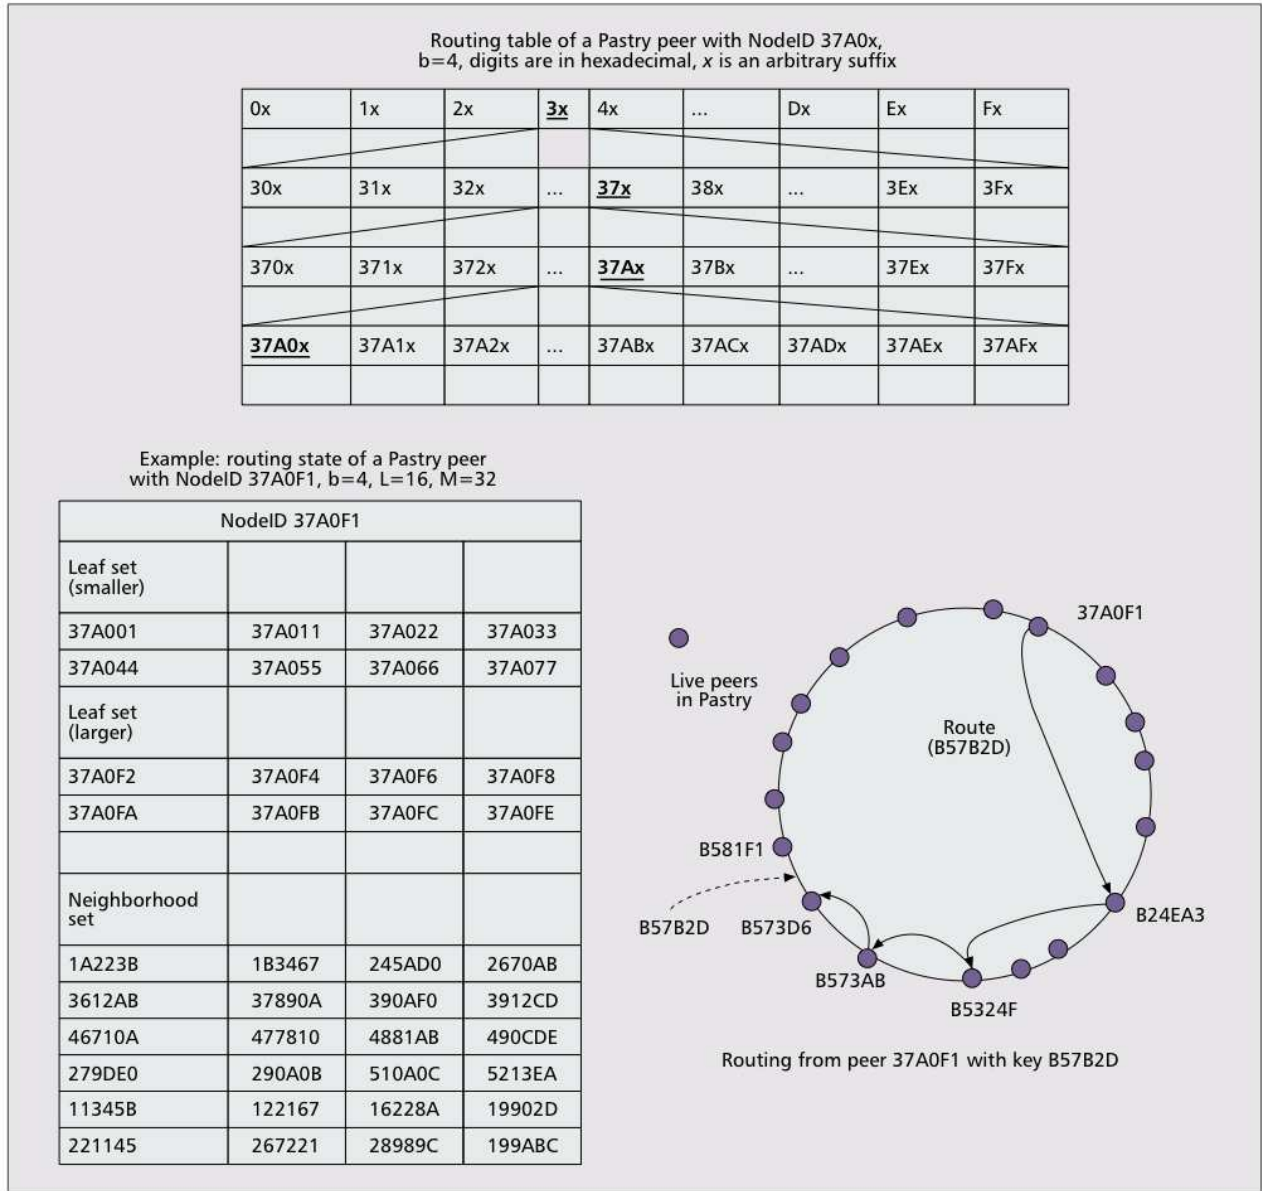 Routing table of a Pastry peer with NodeID 37A0x,
b=4, digits are in hexadecimal, x is an arbitrary suffix
0x 1x 2x 3x 4x ... Dx Ex Fx
30x 31x 32x ... 37x 38x ... 3Ex 3Fx
370x 371x 372x ... 37Ax 37Bx ... 37Ex 37Fx
37A0x 37A1x 37A2x ... 37ABx 37ACx 37ADx 37AEx 37AFx
Example: routing state of a Pastry peer
with NodeID 37A0F1, b=4, L=16, M=32
NodeID 37A0F1
Leaf set
(smaller)
37A001 37A011 37A022 37A033
37A044 37A055 37A066 37A077
Leaf set
(larger)
37A0F2 37A0F4 37A0F6 37A0F8
37A0FA 37A0FB 37A0FC 37A0FE
Neighborhood
set
1A223B 1B3467 245AD0 2670AB
3612AB 37890A 390AF0 3912CD
46710A 477810 4881AB 490CDE
279DE0 290A0B 510A0C 5213EA
11345B 122167 16228A 19902D
221145 267221 28989C 199ABC
37A0F1
Live peers
in Pastry
Route
(B57B2D)
B581F1
B57B2D
B573D6
B24EA3
B573AB
B5324F
Routing from peer 37A0F1 with key B57B2D